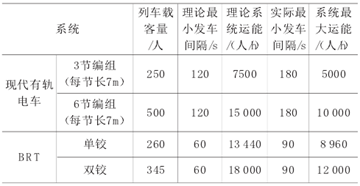 系统
列车载客量/人
理论最小发车间隔/s
理论系统运能/(人/h)
实际最小发车间隔/s
系统最大运能/(人/h)
现代有轨电车
3节编组(每节长7m)
250
120
7500
180
5000
6节编组(每节长7m)
500
120
15 000
180
10 000
BRT
单铰
260
60
13 440
90
8 960
双铰
345
60
18 000
90
12 000